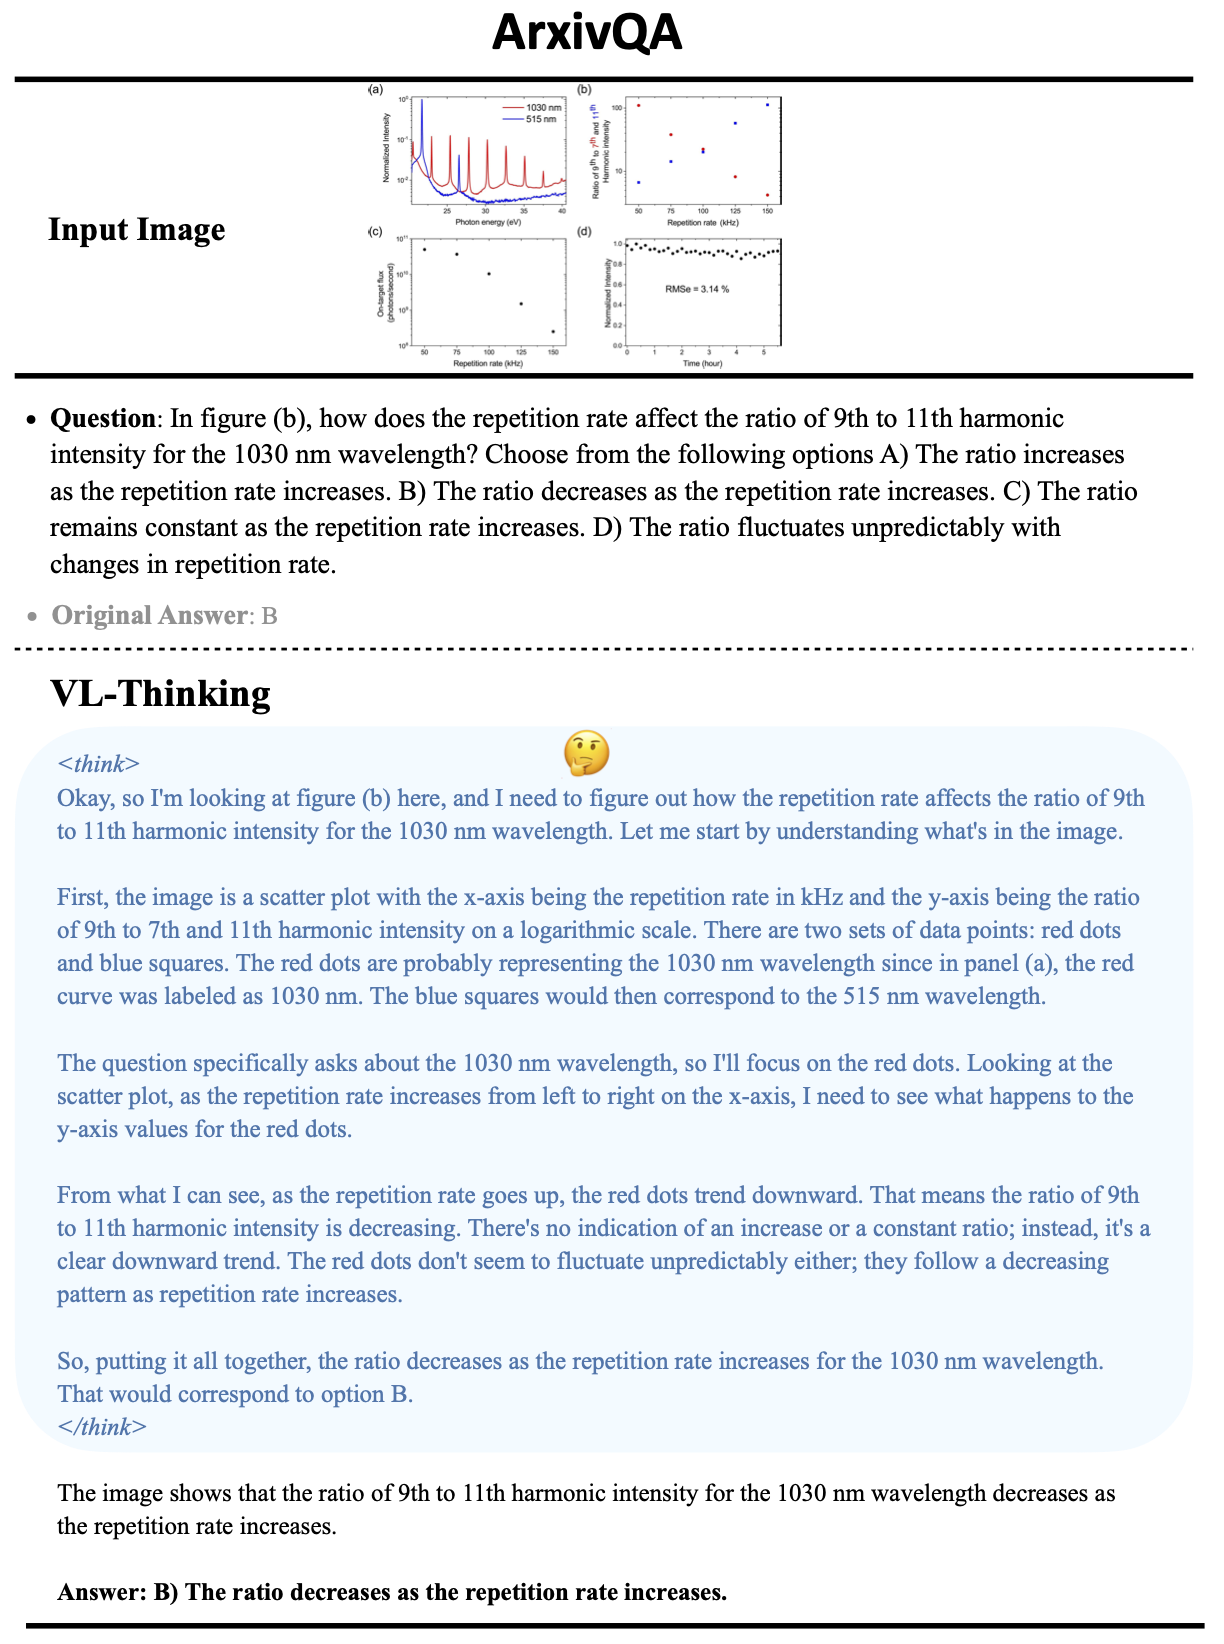 ArxivQA
Input Image
(a)
10⁰
10⁻¹
10⁻²
Normalized Intensity
1030 nm
515 nm
25 30 35 40
Photon energy (eV)
(b)
100
10
Ratio of 9th to 7th and 11th
Harmonic intensity
50 75 100 125 150
Repetition rate (kHz)
(c)
10¹¹
10¹⁰
10⁹
10⁸
On-target flux
(photons/second)
50 75 100 125 150
Repetition rate (kHz)
(d)
1.0
0.8
0.6
0.4
0.2
0.0
Normalized Intensity
RMSe = 3.14 %
0 1 2 3 4 5
Time (hour)
• Question: In figure (b), how does the repetition rate affect the ratio of 9th to 11th harmonic
intensity for the 1030 nm wavelength? Choose from the following options A) The ratio increases
as the repetition rate increases. B) The ratio decreases as the repetition rate increases. C) The ratio
remains constant as the repetition rate increases. D) The ratio fluctuates unpredictably with
changes in repetition rate.
• Original Answer: B
VL-Thinking
<think>
Okay, so I'm looking at figure (b) here, and I need to figure out how the repetition rate affects the ratio of 9th
to 11th harmonic intensity for the 1030 nm wavelength. Let me start by understanding what's in the image.
First, the image is a scatter plot with the x-axis being the repetition rate in kHz and the y-axis being the ratio
of 9th to 7th and 11th harmonic intensity on a logarithmic scale. There are two sets of data points: red dots
and blue squares. The red dots are probably representing the 1030 nm wavelength since in panel (a), the red
curve was labeled as 1030 nm. The blue squares would then correspond to the 515 nm wavelength.
The question specifically asks about the 1030 nm wavelength, so I'll focus on the red dots. Looking at the
scatter plot, as the repetition rate increases from left to right on the x-axis, I need to see what happens to the
y-axis values for the red dots.
From what I can see, as the repetition rate goes up, the red dots trend downward. That means the ratio of 9th
to 11th harmonic intensity is decreasing. There's no indication of an increase or a constant ratio; instead, it's a
clear downward trend. The red dots don't seem to fluctuate unpredictably either; they follow a decreasing
pattern as repetition rate increases.
So, putting it all together, the ratio decreases as the repetition rate increases for the 1030 nm wavelength.
That would correspond to option B.
</think>
The image shows that the ratio of 9th to 11th harmonic intensity for the 1030 nm wavelength decreases as
the repetition rate increases.
Answer: B) The ratio decreases as the repetition rate increases.